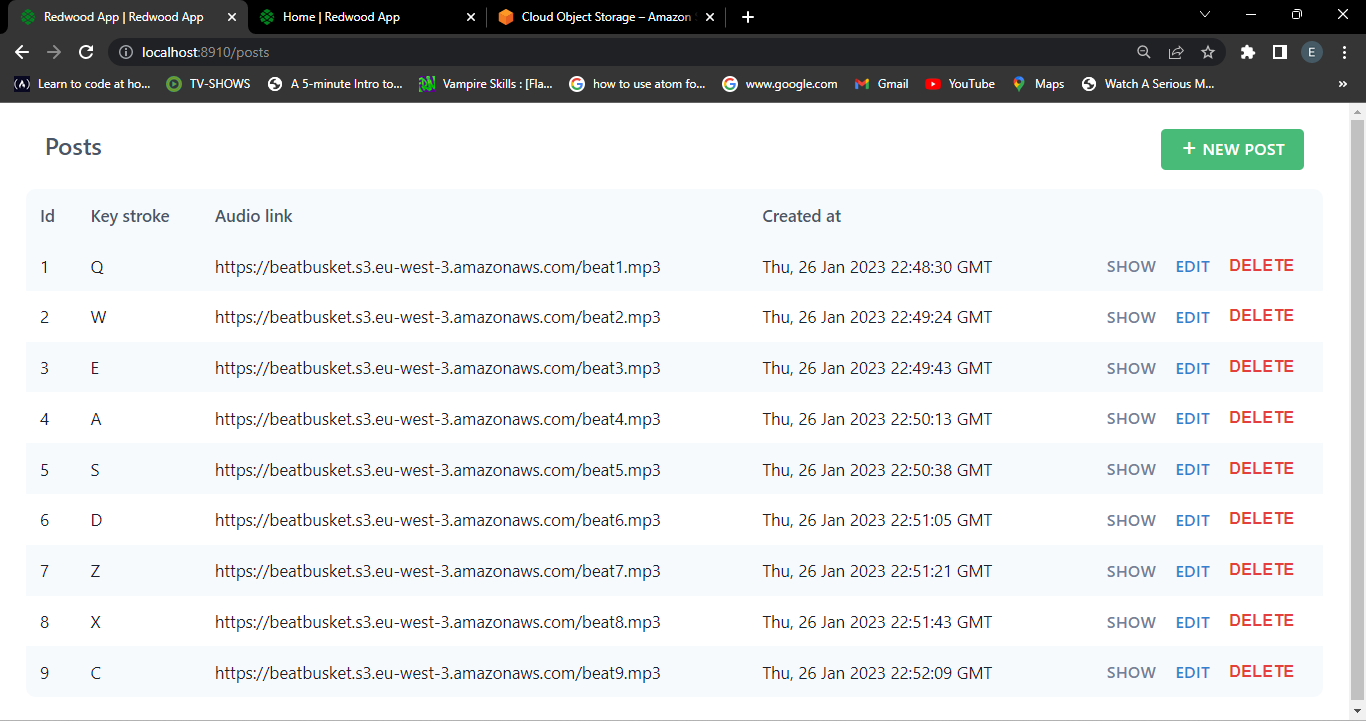 Redwood App | Redwood App
Home | Redwood App
Cloud Object Storage – Amazon
localhost:8910/posts
E
Learn to code at ho...
TV-SHOWS
A 5-minute Intro to...
Vampire Skills : [Fla...
how to use atom fo...
www.google.com
Gmail
YouTube
Maps
Watch A Serious M...
»
Posts
+ NEW POST
Id Key stroke Audio link Created at
1 Q https://beatbusket.s3.eu-west-3.amazonaws.com/beat1.mp3 Thu, 26 Jan 2023 22:48:30 GMT SHOW EDIT DELETE
2 W https://beatbusket.s3.eu-west-3.amazonaws.com/beat2.mp3 Thu, 26 Jan 2023 22:49:24 GMT SHOW EDIT DELETE
3 E https://beatbusket.s3.eu-west-3.amazonaws.com/beat3.mp3 Thu, 26 Jan 2023 22:49:43 GMT SHOW EDIT DELETE
4 A https://beatbusket.s3.eu-west-3.amazonaws.com/beat4.mp3 Thu, 26 Jan 2023 22:50:13 GMT SHOW EDIT DELETE
5 S https://beatbusket.s3.eu-west-3.amazonaws.com/beat5.mp3 Thu, 26 Jan 2023 22:50:38 GMT SHOW EDIT DELETE
6 D https://beatbusket.s3.eu-west-3.amazonaws.com/beat6.mp3 Thu, 26 Jan 2023 22:51:05 GMT SHOW EDIT DELETE
7 Z https://beatbusket.s3.eu-west-3.amazonaws.com/beat7.mp3 Thu, 26 Jan 2023 22:51:21 GMT SHOW EDIT DELETE
8 X https://beatbusket.s3.eu-west-3.amazonaws.com/beat8.mp3 Thu, 26 Jan 2023 22:51:43 GMT SHOW EDIT DELETE
9 C https://beatbusket.s3.eu-west-3.amazonaws.com/beat9.mp3 Thu, 26 Jan 2023 22:52:09 GMT SHOW EDIT DELETE